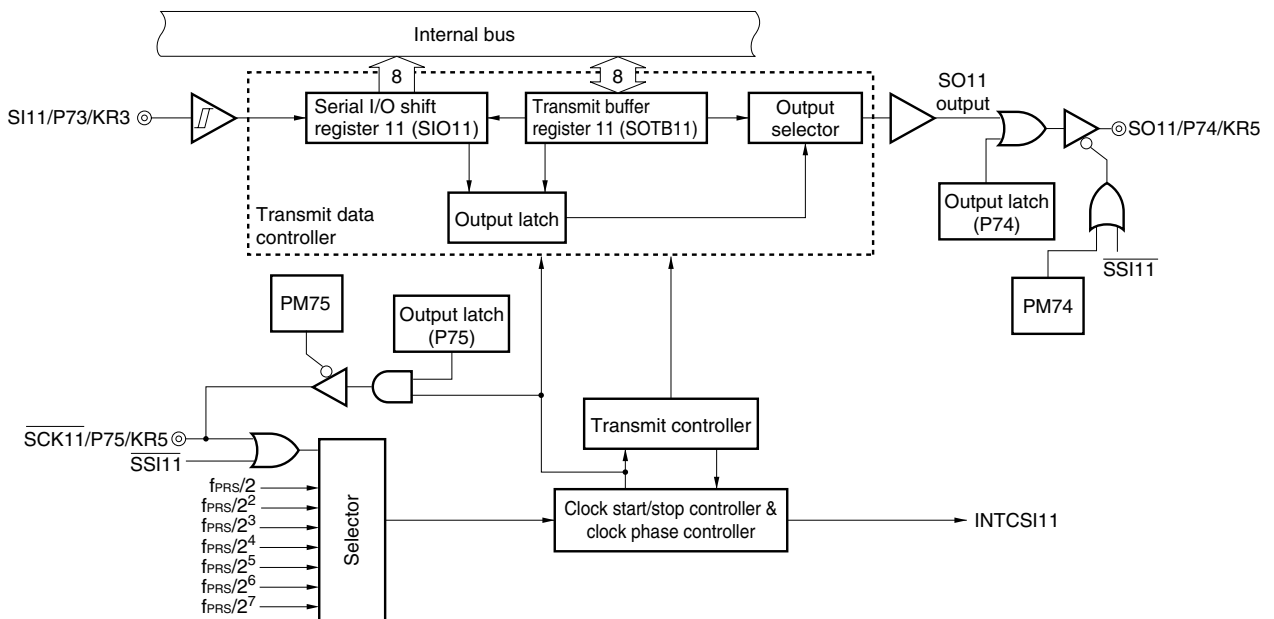 Internal bus
8
8
SI11/P73/KR3
Serial I/O shift
register 11 (SIO11)
Transmit buffer
register 11 (SOTB11)
Output
selector
SO11
output
SO11/P74/KR5
Output latch
Transmit data
controller
Output latch
(P74)
SSI11
PM74
PM75
Output latch
(P75)
SCK11/P75/KR5
SSI11
Transmit controller
fPRS/2
fPRS/2²
fPRS/2³
fPRS/2⁴
fPRS/2⁵
fPRS/2⁶
fPRS/2⁷
Selector
Clock start/stop controller &
clock phase controller
INTCSI11